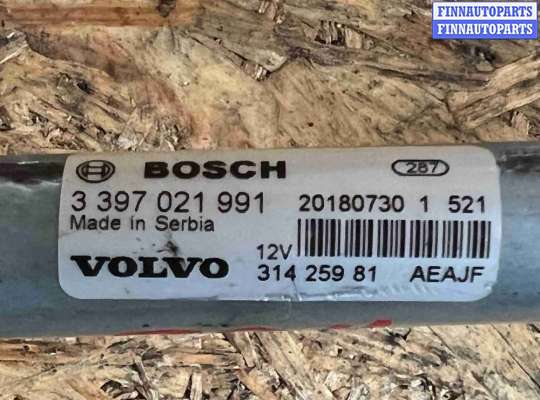 FINNAUTOPARTS
FINNAUTOPARTS
BOSCH 287
3 397 021 991 20180730 1 521
Made in Serbia
12V
VOLVO 314 259 81 AEAJF